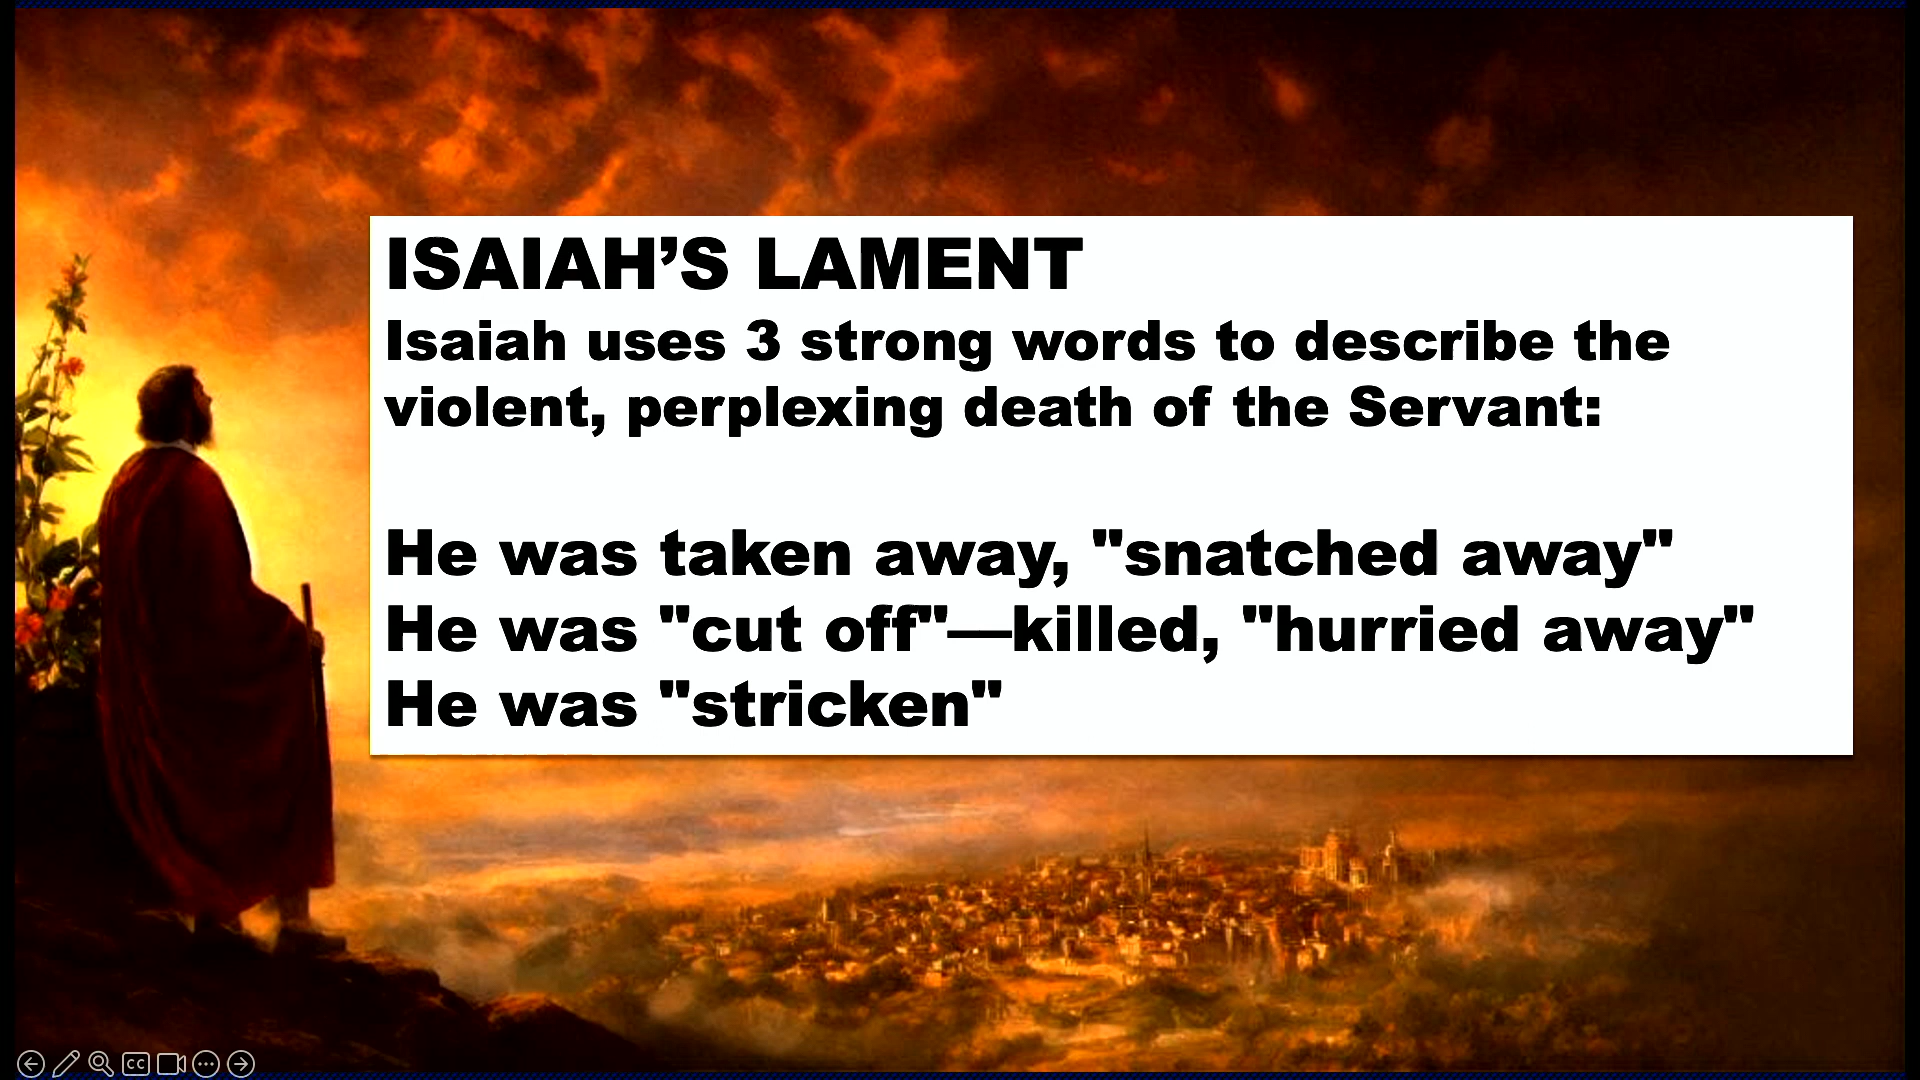 ISAIAH’S LAMENT
Isaiah uses 3 strong words to describe the
violent, perplexing death of the Servant:
He was taken away, "snatched away"
He was "cut off"—killed, "hurried away"
He was "stricken"
CC